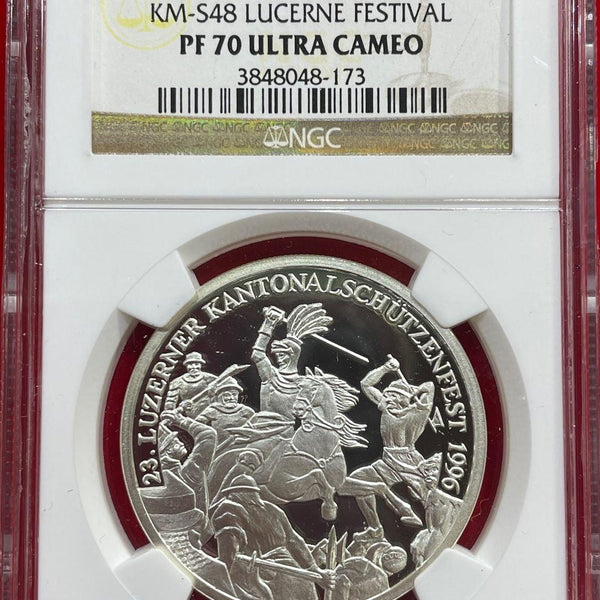 KM-S48 LUCERNE FESTIVAL
PF 70 ULTRA CAMEO
3848048-173
NGC
23. LUZERNER KANTONALSCHÜTZENFEST 1996